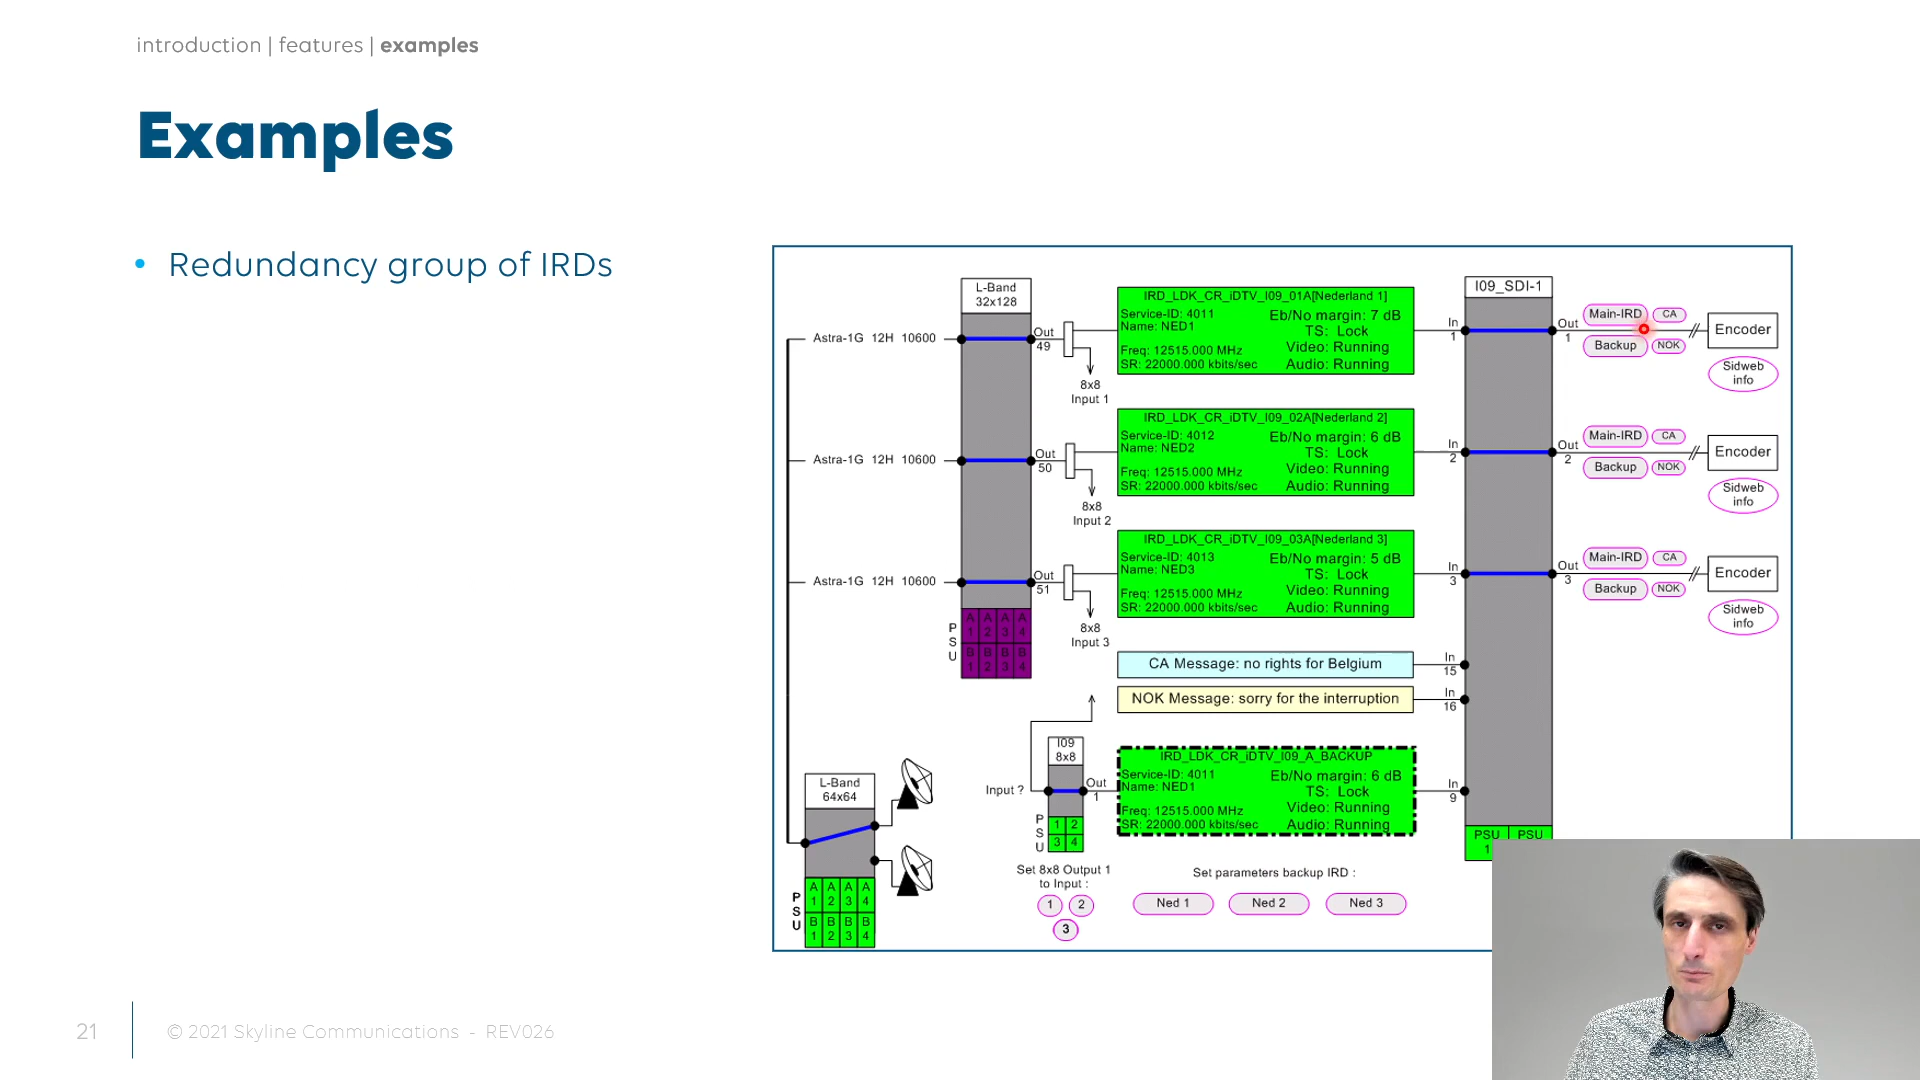 introduction | features | examples
Examples
• Redundancy group of IRDs
L-Band
32x128
Astra-1G 12H 10600
Out
49
8x8
Input 1
IRD_LDK_CR_iDTV_I09_01A[Nederland 1]
Service-ID: 4011
Name: NED1
Freq: 12515.000 MHz
SR: 22000.000 kbits/sec
Eb/No margin: 7 dB
TS: Lock
Video: Running
Audio: Running
In
1
I09_SDI-1
Out
1
Main-IRD
CA
Backup
NOK
Encoder
Sidweb
info
Astra-1G 12H 10600
Out
50
8x8
Input 2
IRD_LDK_CR_iDTV_I09_02A[Nederland 2]
Service-ID: 4012
Name: NED2
Freq: 12515.000 MHz
SR: 22000.000 kbits/sec
Eb/No margin: 6 dB
TS: Lock
Video: Running
Audio: Running
In
2
Out
2
Main-IRD
CA
Backup
NOK
Encoder
Sidweb
info
Astra-1G 12H 10600
Out
51
8x8
Input 3
IRD_LDK_CR_iDTV_I09_03A[Nederland 3]
Service-ID: 4013
Name: NED3
Freq: 12515.000 MHz
SR: 22000.000 kbits/sec
Eb/No margin: 5 dB
TS: Lock
Video: Running
Audio: Running
In
3
Out
3
Main-IRD
CA
Backup
NOK
Encoder
Sidweb
info
P
S
U
A A A A
1 2 3 4
B B B B
1 2 3 4
CA Message: no rights for Belgium
In
15
NOK Message: sorry for the interruption
In
16
I09
8x8
Input ?
Out
1
P
S
U
1 2
3 4
IRD_LDK_CR_iDTV_I09_A_BACKUP
Service-ID: 4011
Name: NED1
Freq: 12515.000 MHz
SR: 22000.000 kbits/sec
Eb/No margin: 6 dB
TS: Lock
Video: Running
Audio: Running
In
9
PSU PSU
1
L-Band
64x64
P
S
U
A A A A
1 2 3 4
B B B B
1 2 3 4
Set 8x8 Output 1
to Input :
1 2
3
Set parameters backup IRD :
Ned 1 Ned 2 Ned 3
21
© 2021 Skyline Communications - REV026